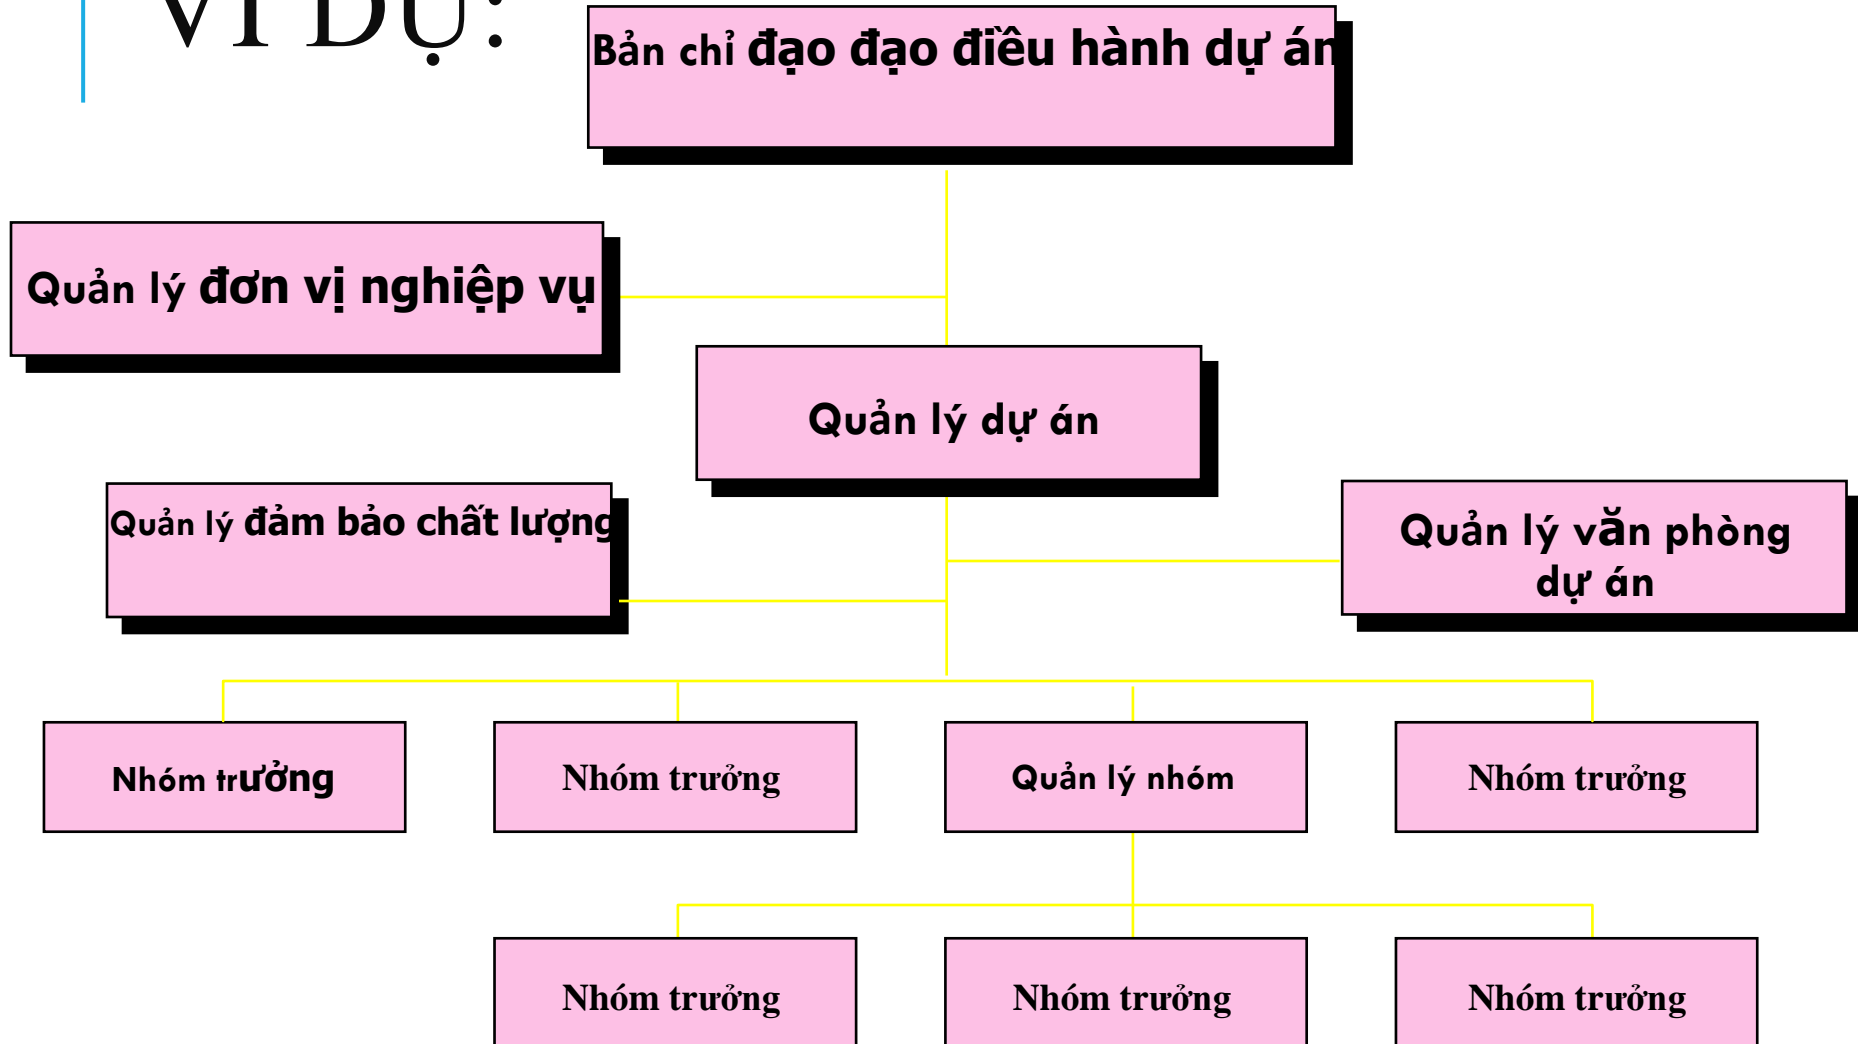 VÍ DỤ:
Bản chỉ đạo đạo điều hành dự án
Quản lý đơn vị nghiệp vụ
Quản lý dự án
Quản lý đảm bảo chất lượng
Quản lý văn phòng
dự án
Nhóm trưởng
Nhóm trưởng
Quản lý nhóm
Nhóm trưởng
Nhóm trưởng
Nhóm trưởng
Nhóm trưởng